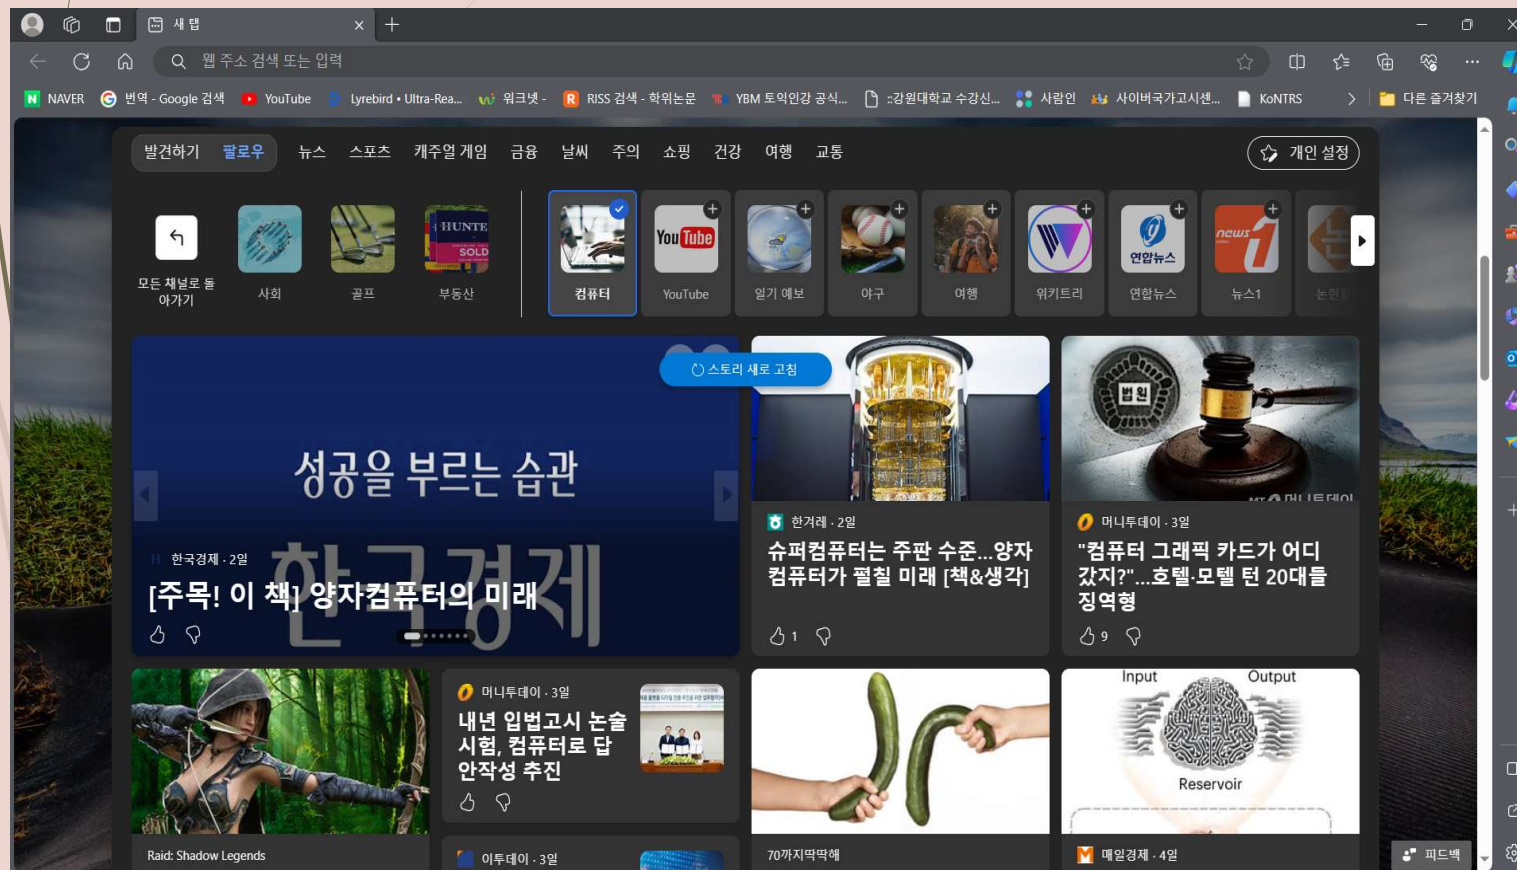 새 탭
웹 주소 검색 또는 입력
NAVER
번역 - Google 검색
YouTube
Lyrebird • Ultra-Rea...
워크넷 -
RISS 검색 - 학위논문
YBM 토익인강 공식...
::강원대학교 수강신...
사람인
사이버국가고시센...
KoNTRS
다른 즐겨찾기
발견하기 팔로우 뉴스 스포츠 캐주얼 게임 금융 날씨 주의 쇼핑 건강 여행 교통
개인 설정
모든 채널로 돌
아가기
사회
골프
HUNTE
SOLD
부동산
컴퓨터
YouTube
YouTube
일기 예보
야구
여행
위키트리
연합뉴스
연합뉴스
news1
뉴스1
스토리 새로 고침
성공을 부르는 습관
한국경제
한국경제 · 2일
[주목! 이 책] 양자컴퓨터의 미래
한겨레 · 2일
슈퍼컴퓨터는 주판 수준...양자
컴퓨터가 펼칠 미래 [책&생각]
1
법원
머니투데이 · 3일
"컴퓨터 그래픽 카드가 어디
갔지?"...호텔·모텔 턴 20대들
징역형
9
Raid: Shadow Legends
머니투데이 · 3일
내년 입법고시 논술
시험, 컴퓨터로 답
안작성 추진
이투데이 · 3일
70까지딱딱해
Input Output
Reservoir
매일경제 · 4일
피드백